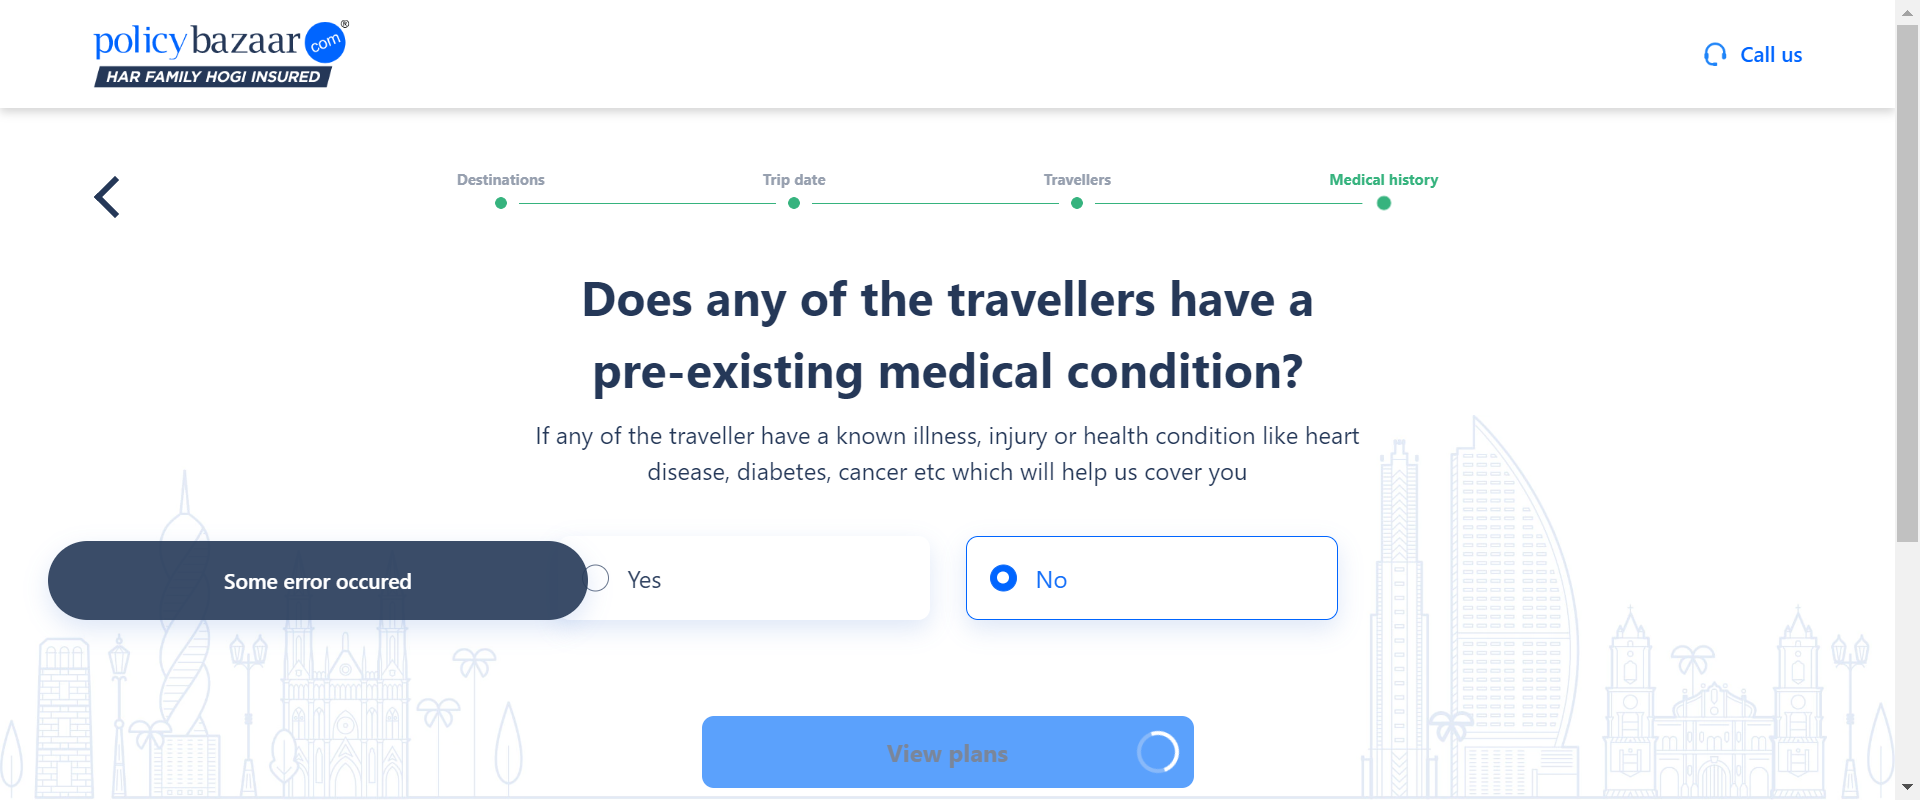 policybazaar com ®
HAR FAMILY HOGI INSURED
Call us
Destinations
Trip date
Travellers
Medical history
Does any of the travellers have a
pre-existing medical condition?
If any of the traveller have a known illness, injury or health condition like heart
disease, diabetes, cancer etc which will help us cover you
Some error occured
Yes
No
View plans